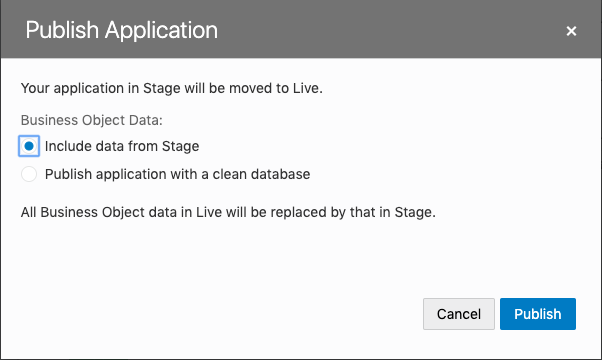 Publish Application
Your application in Stage will be moved to Live.
Business Object Data:
Include data from Stage
Publish application with a clean database
All Business Object data in Live will be replaced by that in Stage.
Cancel Publish